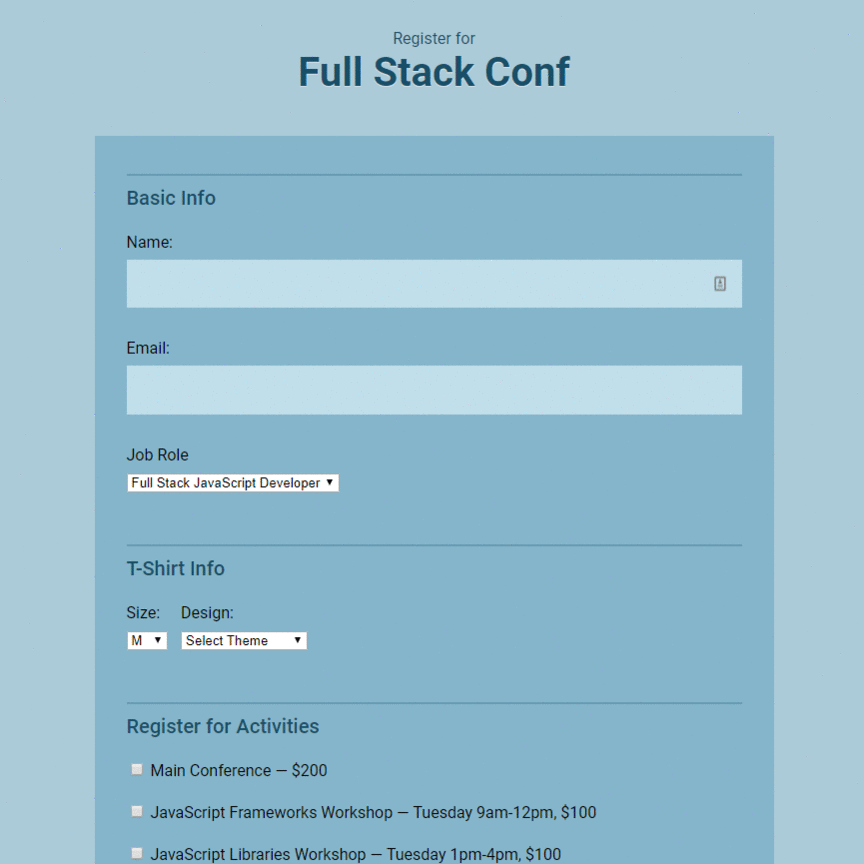 Register for
Full Stack Conf
Basic Info
Name:
Email:
Job Role
Full Stack JavaScript Developer
T-Shirt Info
Size: Design:
M Select Theme
Register for Activities
Main Conference — $200
JavaScript Frameworks Workshop — Tuesday 9am-12pm, $100
JavaScript Libraries Workshop — Tuesday 1pm-4pm, $100